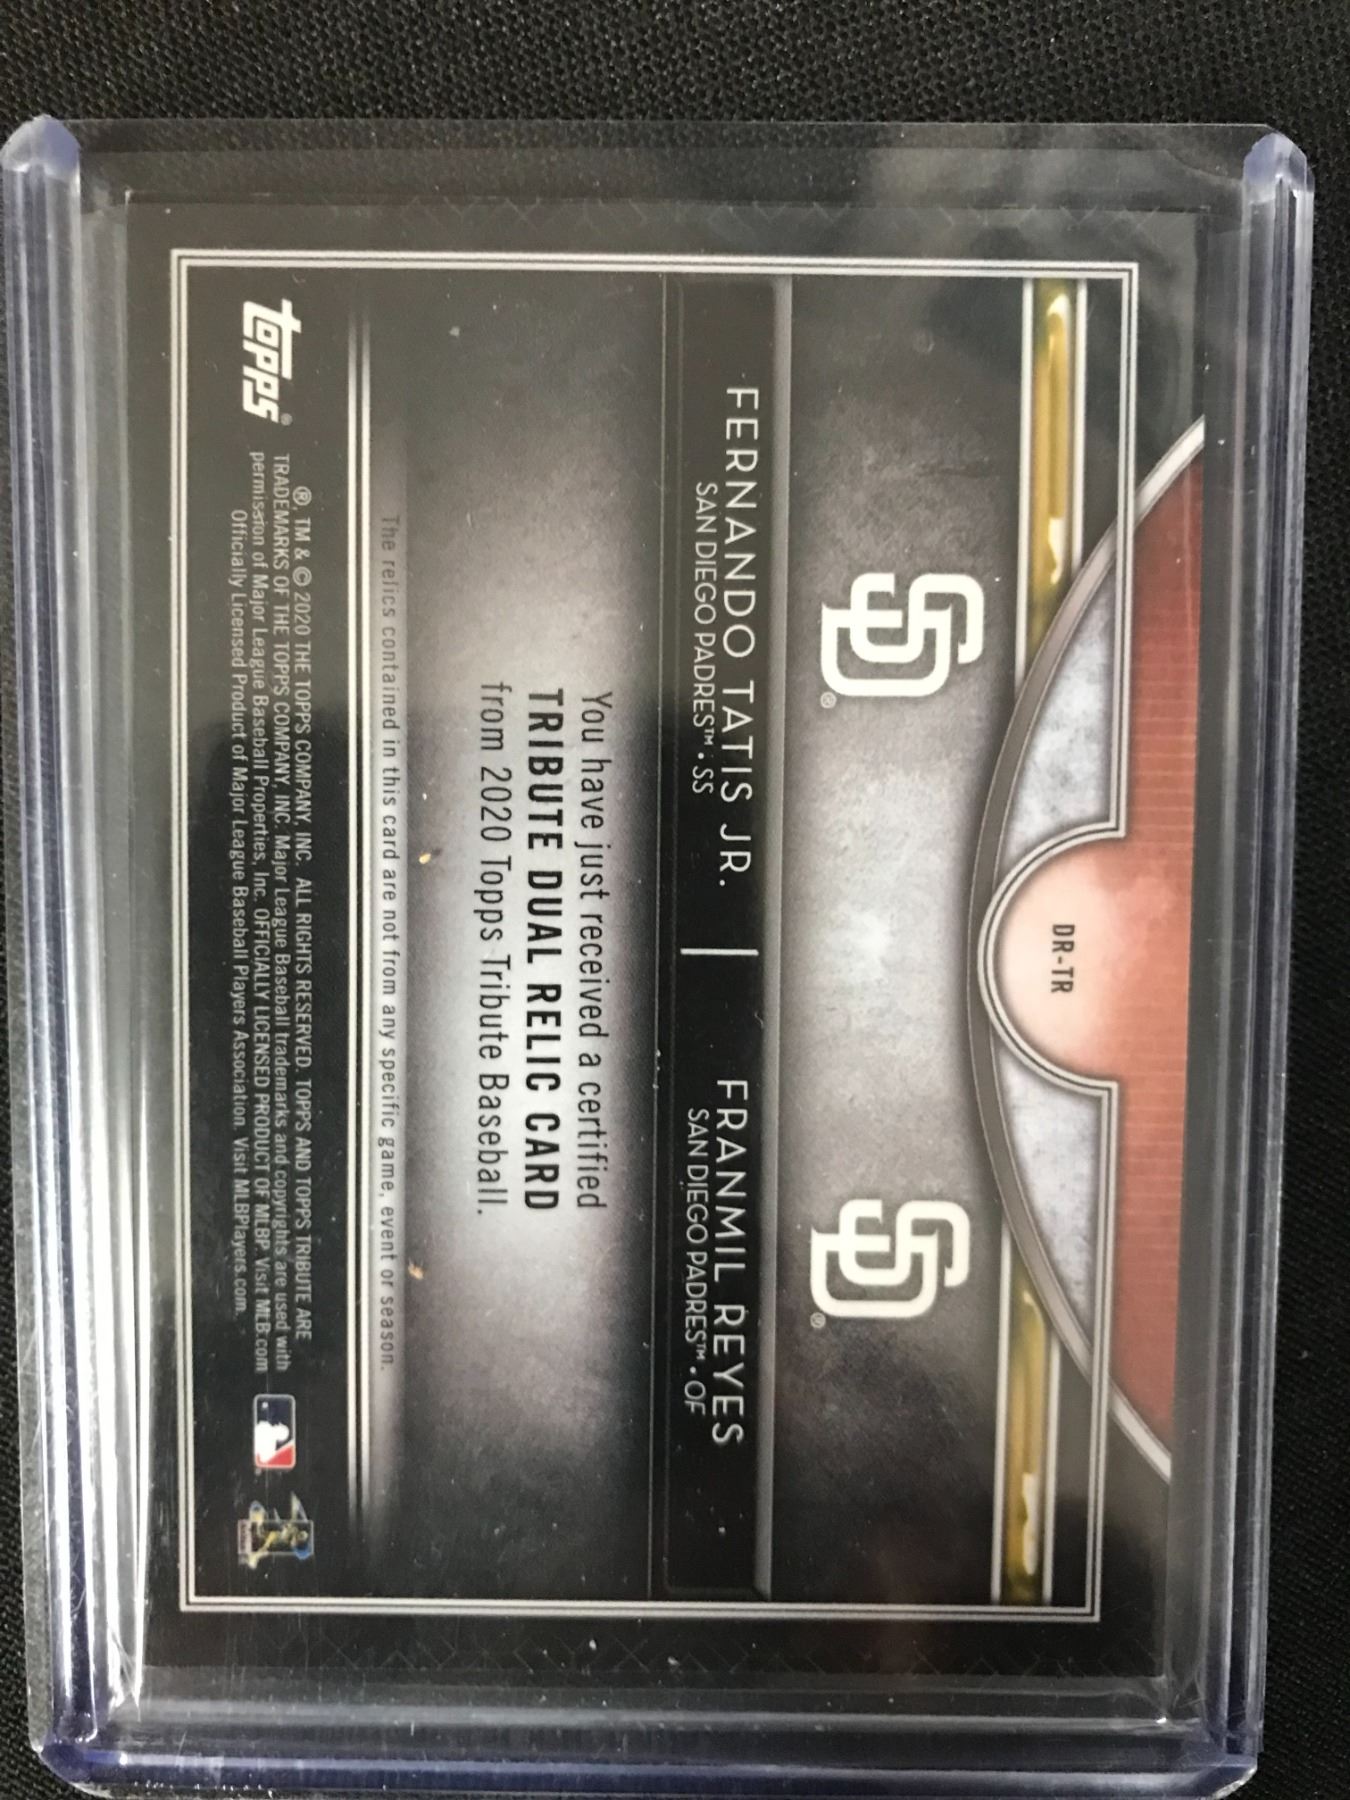 DR-TR
SD ® SD ®
FERNANDO TATIS JR. | FRANMIL REYES
SAN DIEGO PADRES™ • SS SAN DIEGO PADRES™ • OF
You have just received a certified
TRIBUTE DUAL RELIC CARD
from 2020 Topps Tribute Baseball.
The relics contained in this card are not from any specific game, event or season.
topps®
®, TM & © 2020 THE TOPPS COMPANY, INC. ALL RIGHTS RESERVED. TOPPS AND TOPPS TRIBUTE ARE
TRADEMARKS OF THE TOPPS COMPANY, INC. Major League Baseball trademarks and copyrights are used with
permission of Major League Baseball Properties, Inc. OFFICIALLY LICENSED PRODUCT OF MLBP. Visit MLB.com
Officially Licensed Product of Major League Baseball Players Association. Visit MLBPlayers.com.